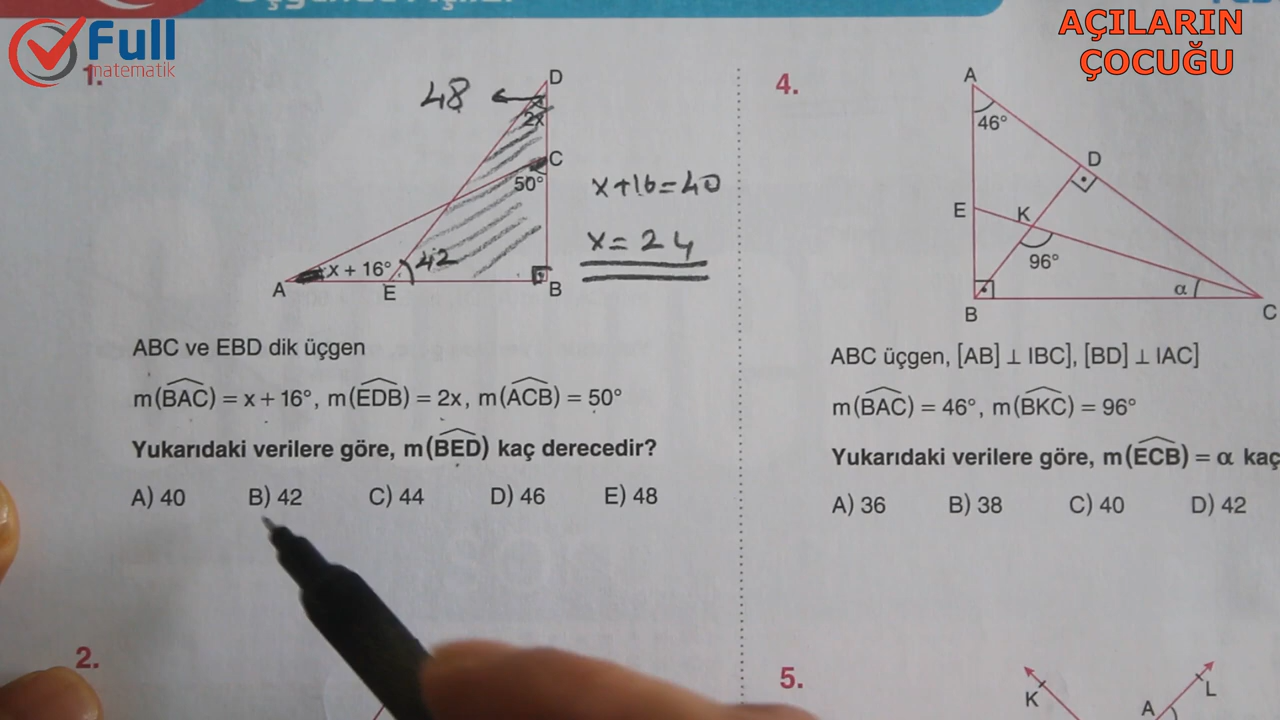 Full
matematik
AÇILARIN
ÇOCUĞU
1.
D
48
2x
C
50°
x+16=40
x=24
x + 16°
42
A
E
B
ABC ve EBD dik üçgen
m(BAC) = x + 16°, m(EDB) = 2x, m(ACB) = 50°
Yukarıdaki verilere göre, m(BED) kaç derecedir?
A) 40 B) 42 C) 44 D) 46 E) 48
2.
4.
A
46°
D
E
K
96°
α
B
C
ABC üçgen, [AB] ⊥ IBC], [BD] ⊥ IAC]
m(BAC) = 46°, m(BKC) = 96°
Yukarıdaki verilere göre, m(ECB) = α kaç
A) 36 B) 38 C) 40 D) 42
5.
K
A
L